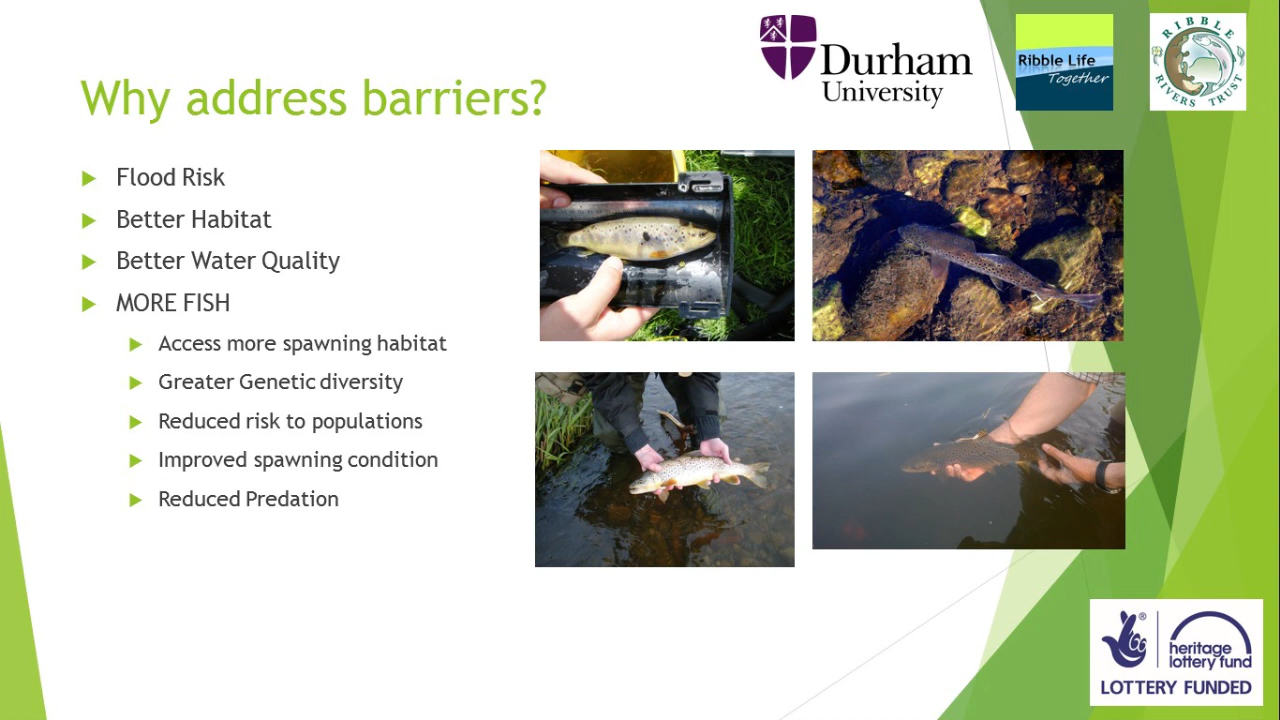 Why address barriers?
Durham
University
Ribble Life
Together
RIBBLE
RIVERS TRUST
Flood Risk
Better Habitat
Better Water Quality
MORE FISH
Access more spawning habitat
Greater Genetic diversity
Reduced risk to populations
Improved spawning condition
Reduced Predation
®
heritage
lottery fund
LOTTERY FUNDED